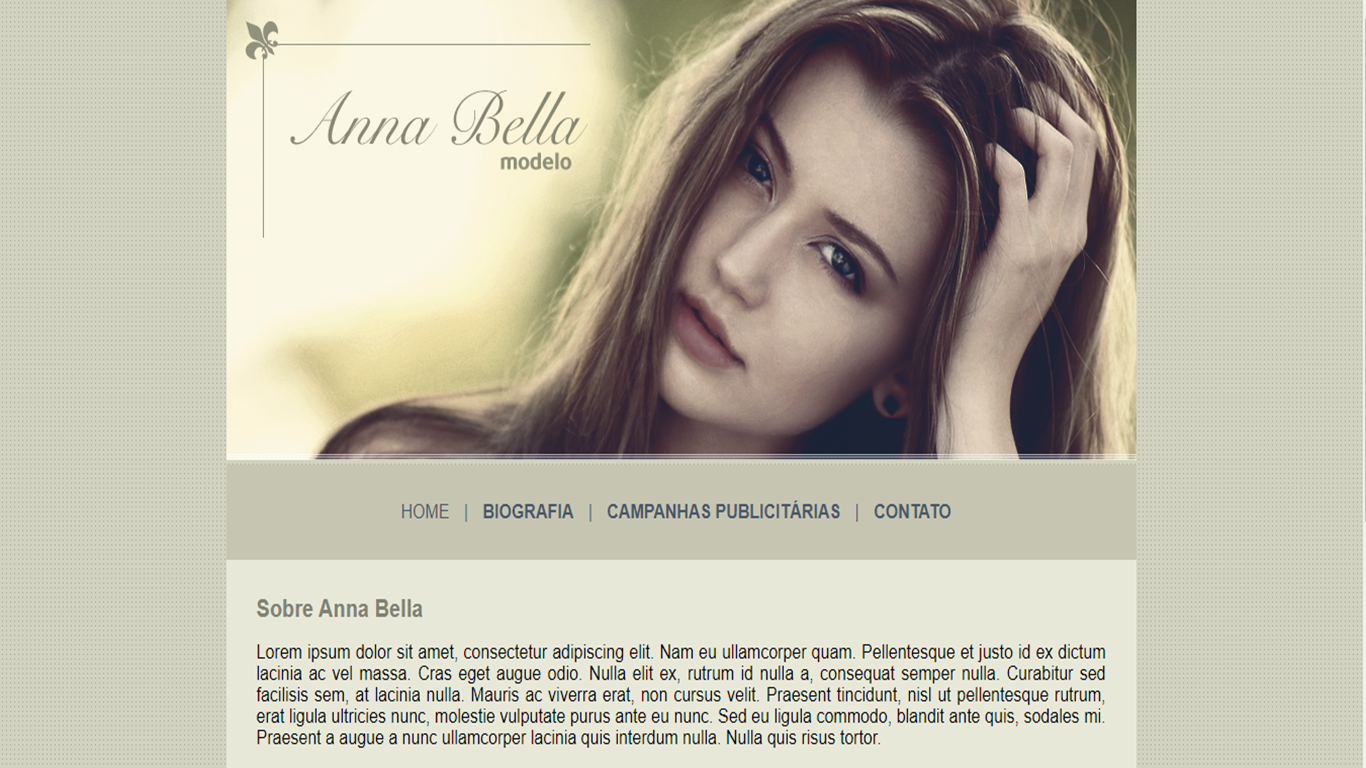 Anna Bella
modelo
HOME | BIOGRAFIA | CAMPANHAS PUBLICITÁRIAS | CONTATO
Sobre Anna Bella
Lorem ipsum dolor sit amet, consectetur adipiscing elit. Nam eu ullamcorper quam. Pellentesque et justo id ex dictum
lacinia ac vel massa. Cras eget augue odio. Nulla elit ex, rutrum id nulla a, consequat semper nulla. Curabitur sed
facilisis sem, at lacinia nulla. Mauris ac viverra erat, non cursus velit. Praesent tincidunt, nisl ut pellentesque rutrum,
erat ligula ultricies nunc, molestie vulputate purus ante eu nunc. Sed eu ligula commodo, blandit ante quis, sodales mi.
Praesent a augue a nunc ullamcorper lacinia quis interdum nulla. Nulla quis risus tortor.